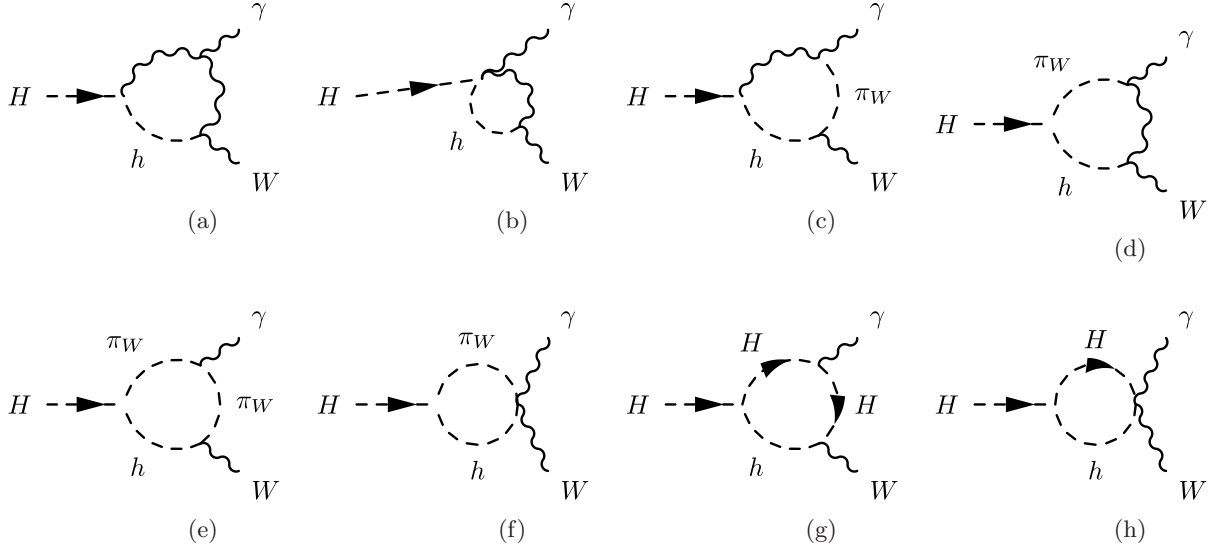 γ γ γ
γ
H H H
π_W
π_W
H
h h h
h
W W W
W
(a) (b) (c)
(d)
γ γ γ γ
π_W π_W H H
H π_W H H H H
h h h h
W W W W
(e) (f) (g) (h)